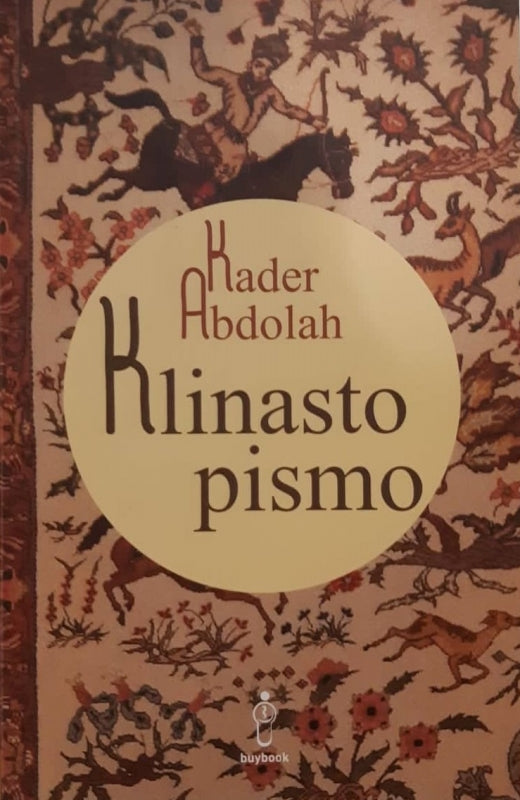 Kader
Abdolah
Klinasto
pismo
buybook